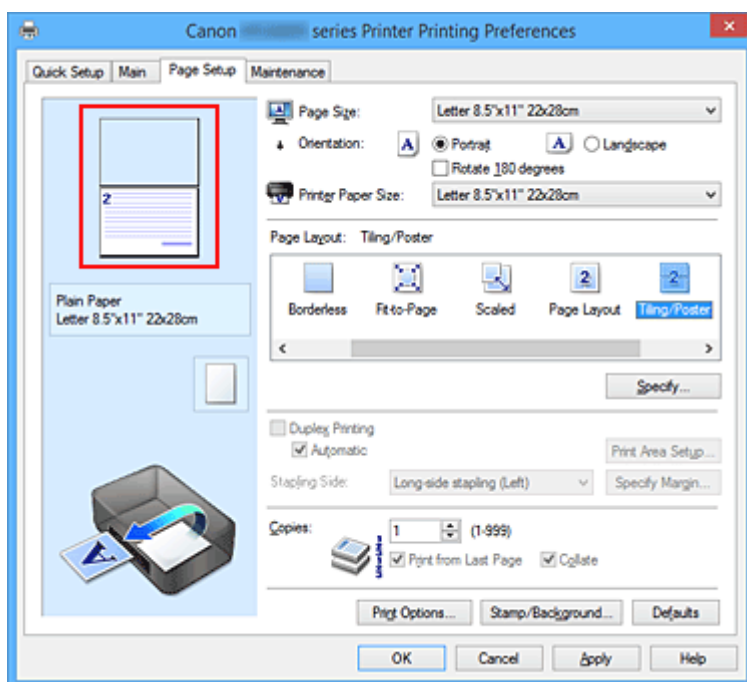 Canon series Printer Printing Preferences
Quick Setup Main Page Setup Maintenance
Page Size: Letter 8.5"x11" 22x28cm
Orientation: A Portrait A Landscape
Rotate 180 degrees
Printer Paper Size: Letter 8.5"x11" 22x28cm
2
Page Layout: Tiling/Poster
2 2
Borderless Fit-to-Page Scaled Page Layout Tiling/Poster
Plain Paper
Letter 8.5"x11" 22x28cm
Specify...
Duplex Printing
Automatic
Print Area Setup...
Stapling Side: Long-side stapling (Left) Specify Margin...
Copies: 1 (1-999)
Print from Last Page Collate
A
Print Options... Stamp/Background... Defaults
OK Cancel Apply Help